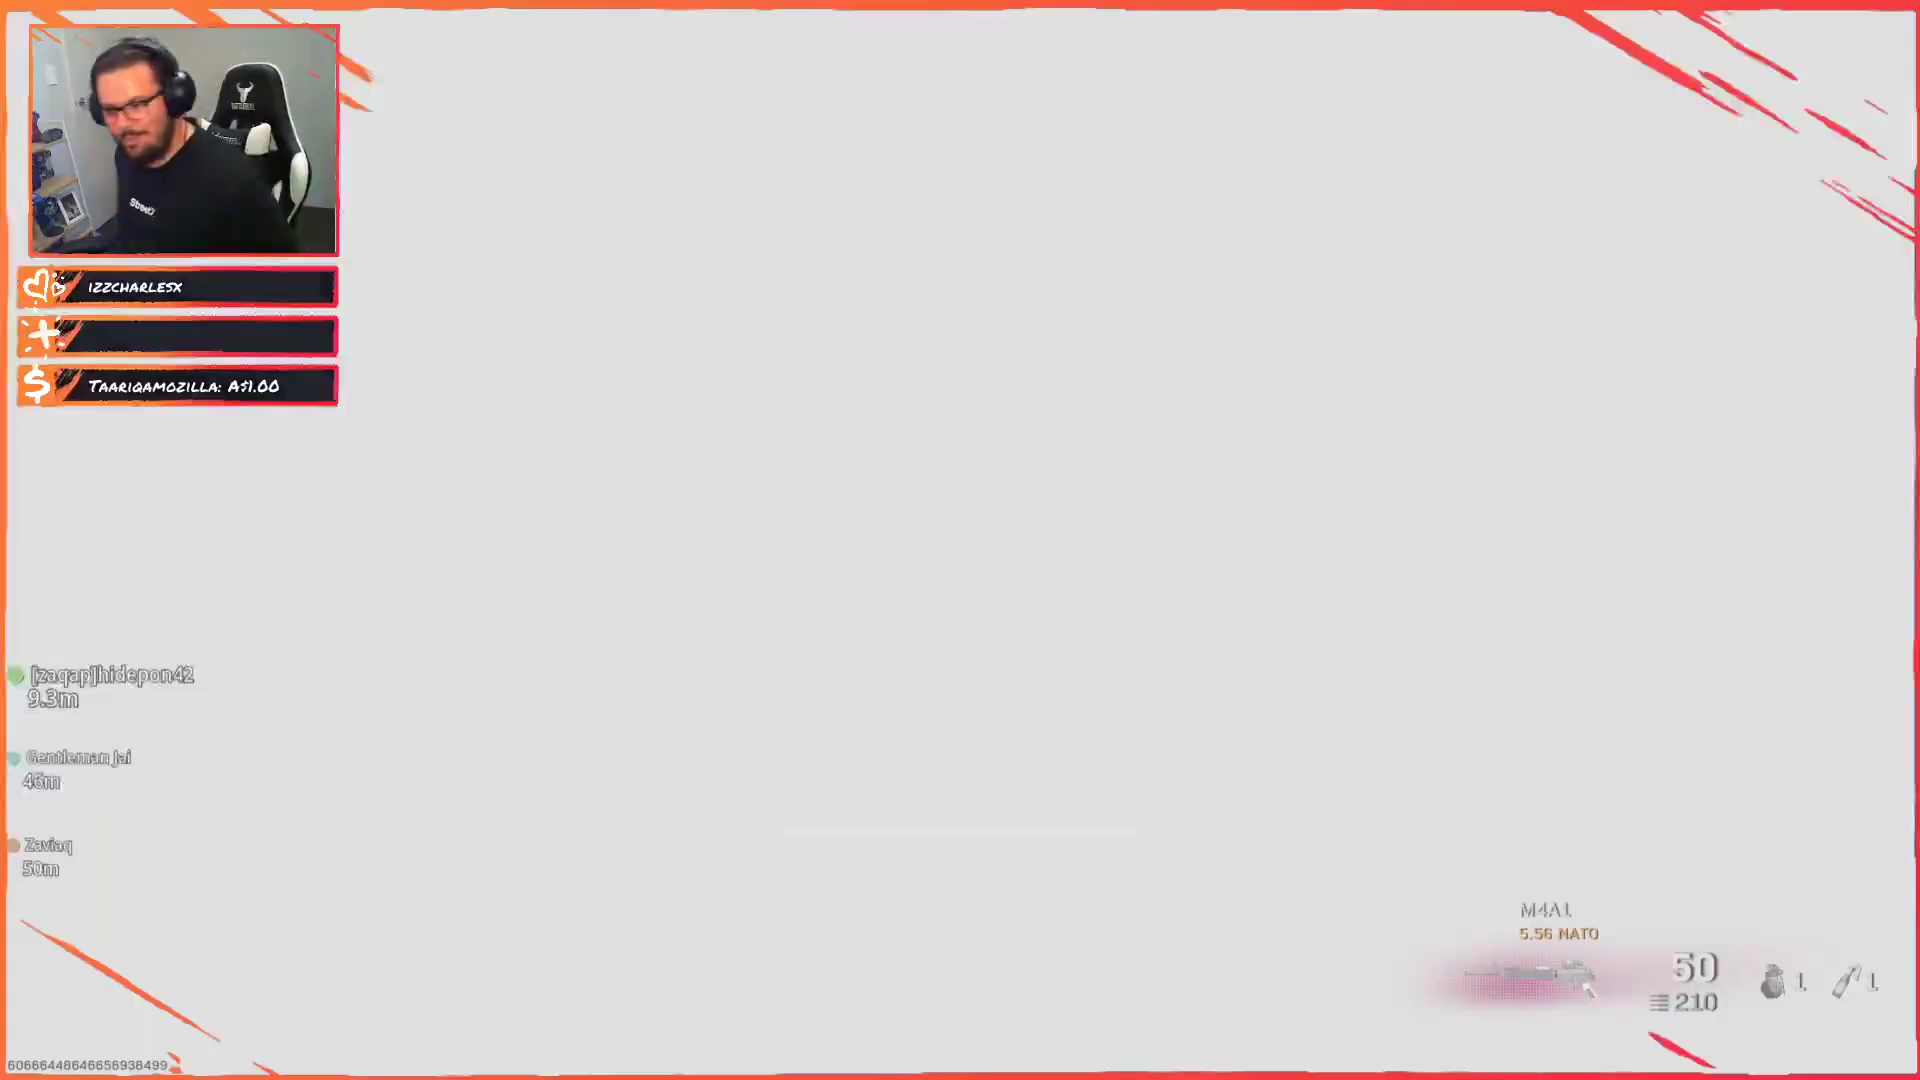 izzcharlesx
Taariqamozilla: A$1.00
[zaqap]hidepon42
9.3m
Gentleman Jai
46m
Zaviaq
50m
M4A1
5.56 NATO
50
210
1
1
60666448646656938499